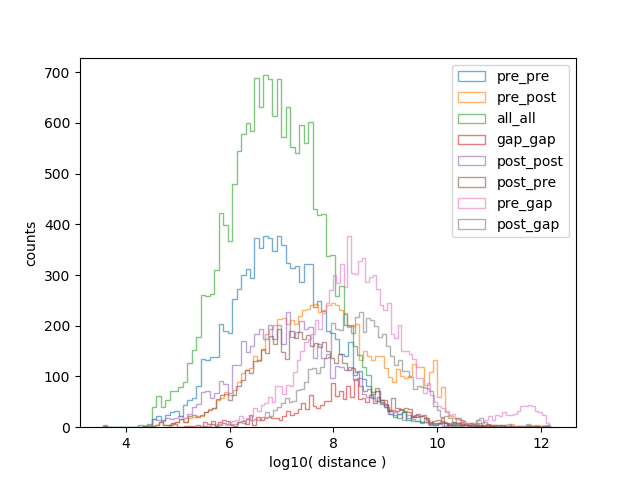 700
600
500
400
300
200
100
0
counts
4
6
8
10
12
log10( distance )
pre_pre
pre_post
all_all
gap_gap
post_post
post_pre
pre_gap
post_gap